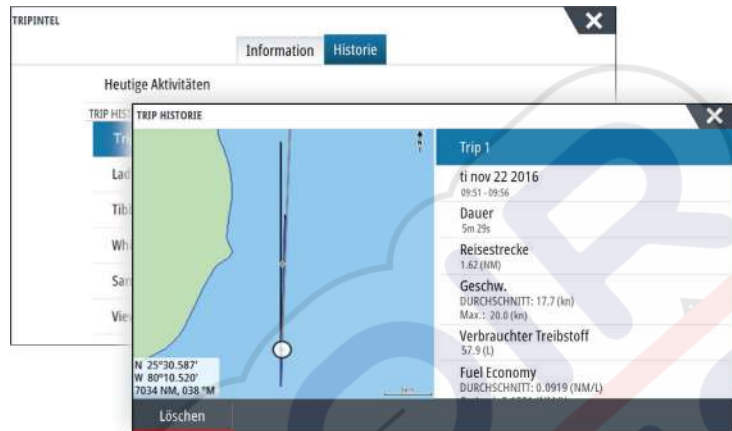 TRIPINTEL
Information Historie
Heutige Aktivitäten
TRIP HISTORIE
Trip 1
ti nov 22 2016
09:51 - 09:56
Dauer
5m 29s
Reisestrecke
1.62 (NM)
Geschw.
DURCHSCHNITT: 17.7 (kn)
Max.: 20.0 (kn)
Verbrauchter Treibstoff
57.9 (L)
Fuel Economy
DURCHSCHNITT: 0.0919 (NM/L)
N 25°30.587'
W 80°10.520'
7034 NM, 038 °M
Löschen